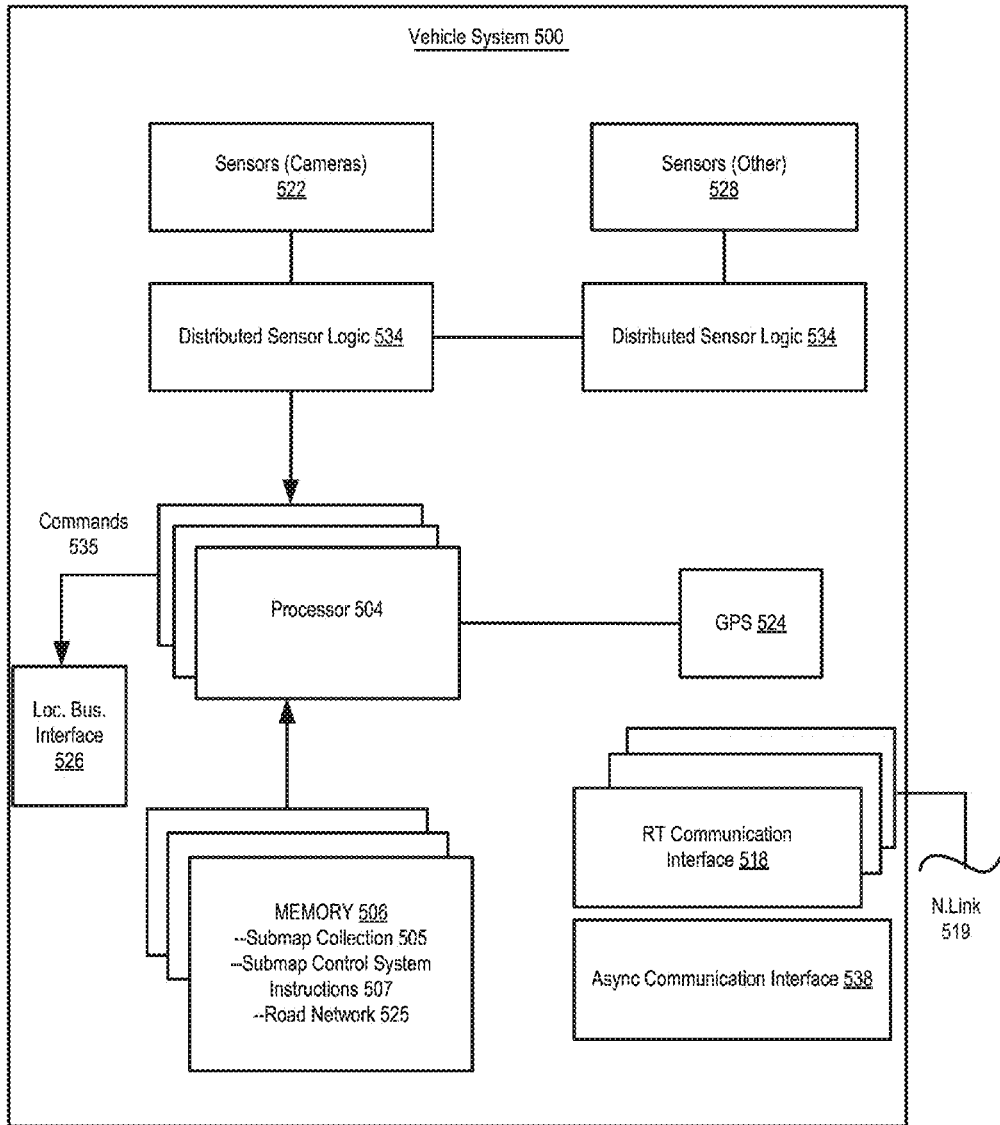 Vehicle System 500
Sensors (Cameras)
522
Sensors (Other)
528
Distributed Sensor Logic 534
Distributed Sensor Logic 534
Commands
535
Processor 504
GPS 524
Loc. Bus.
Interface
526
RT Communication
Interface 518
N.Link
519
MEMORY 506
--Submap Collection 505
--Submap Control System
Instructions 507
--Road Network 525
Async Communication Interface 538